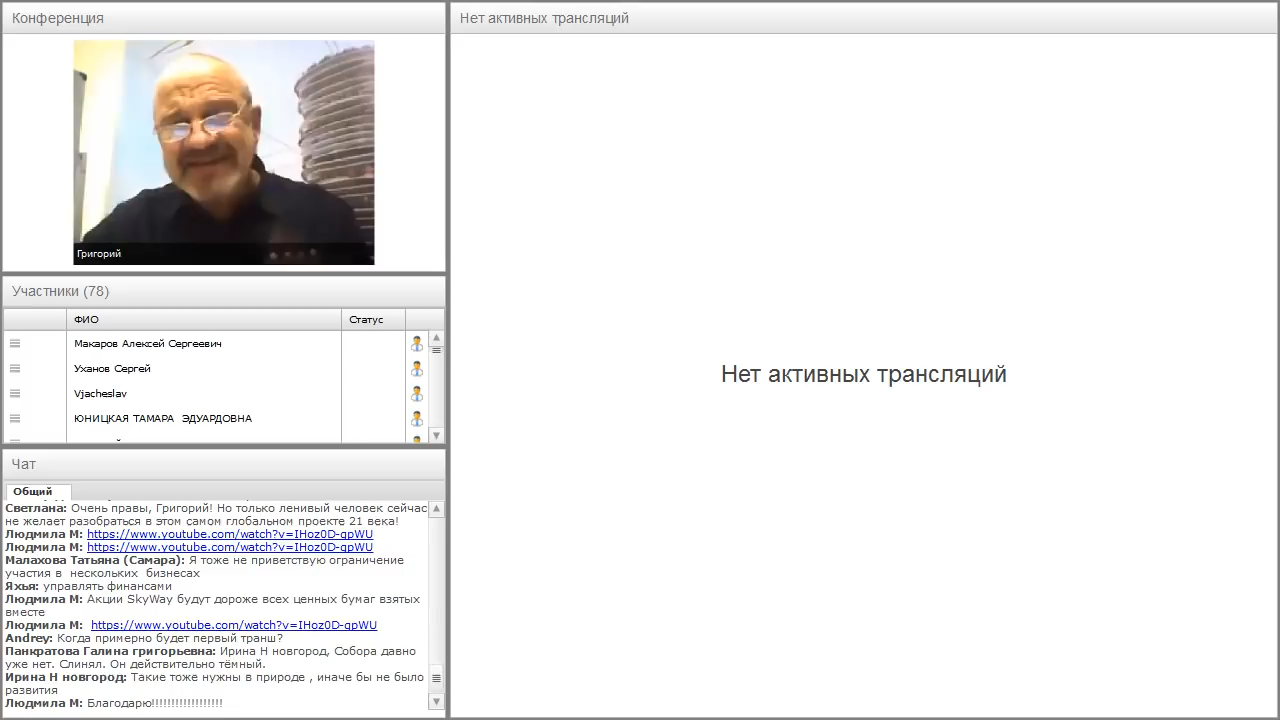 Конференция
Нет активных трансляций
Григорий
Участники (78)
ФИО
Статус
Макаров Алексей Сергеевич
Уханов Сергей
Vjacheslav
ЮНИЦКАЯ ТАМАРА ЭДУАРДОВНА
Нет активных трансляций
Чат
Общий
Светлана: Очень правы, Григорий! Но только ленивый человек сейчас
не желает разобраться в этом самом глобальном проекте 21 века!
Людмила М: https://www.youtube.com/watch?v=IHoz0D-qpWU
Людмила М: https://www.youtube.com/watch?v=IHoz0D-qpWU
Малахова Татьяна (Самара): Я тоже не приветствую ограничение
участия в нескольких бизнесах
Яхья: управлять финансами
Людмила М: Акции SkyWay будут дороже всех ценных бумаг взятых
вместе
Людмила М: https://www.youtube.com/watch?v=IHoz0D-qpWU
Andrey: Когда примерно будет первый транш?
Панкратова Галина григорьевна: Ирина Н новгород, Собора давно
уже нет. Слинял. Он действительно тёмный.
Ирина Н новгород: Такие тоже нужны в природе , иначе бы не было
развития
Людмила М: Благодарю!!!!!!!!!!!!!!!!!!